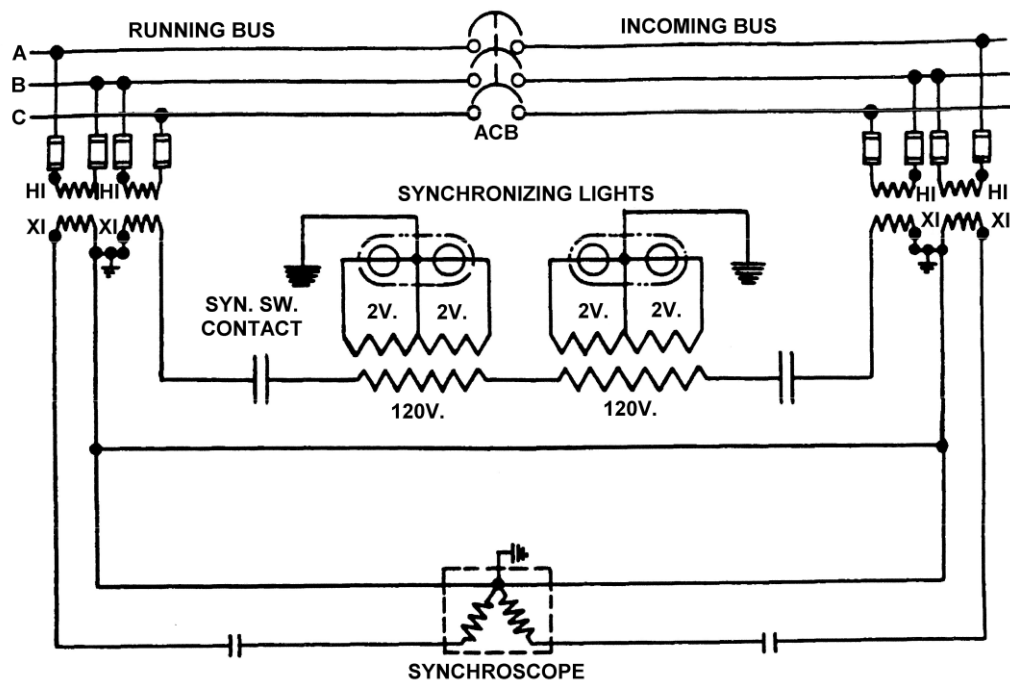 RUNNING BUS
INCOMING BUS
A
B
C
ACB
HI
HI
HI
HI
XI
XI
XI
XI
SYNCHRONIZING LIGHTS
SYN. SW.
CONTACT
2V.
2V.
2V.
2V.
120V.
120V.
SYNCHROSCOPE